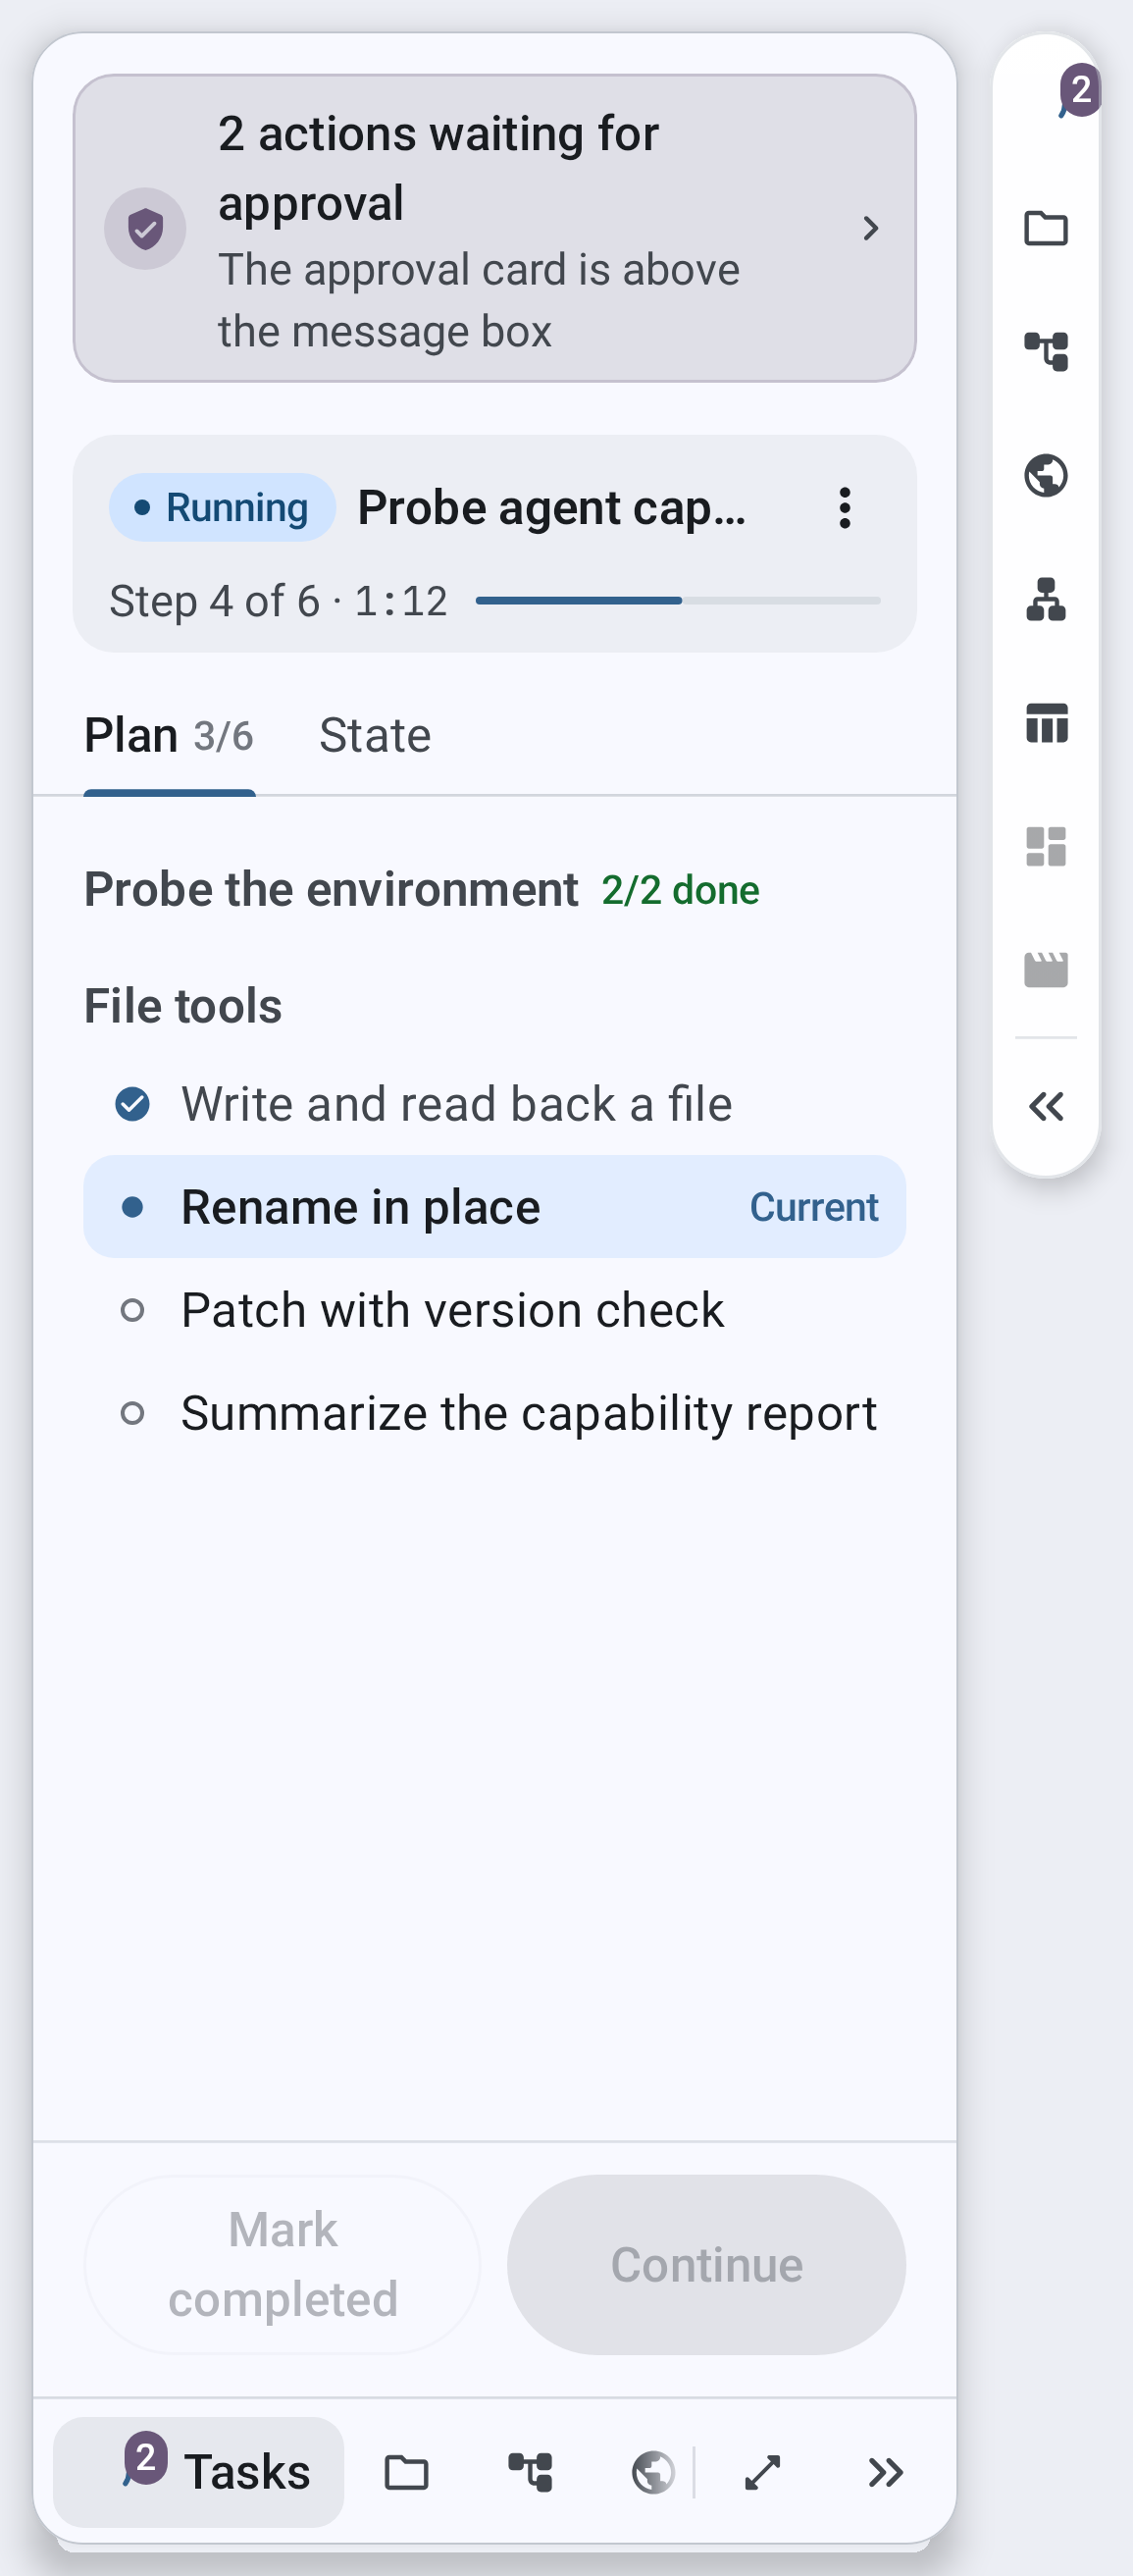 2 actions waiting for
approval
The approval card is above
the message box
2
Running
Probe agent cap…
Step 4 of 6 · 1:12
Plan 3/6
State
Probe the environment 2/2 done
File tools
Write and read back a file
Rename in place
Current
Patch with version check
Summarize the capability report
Mark
completed
Continue
2
Tasks